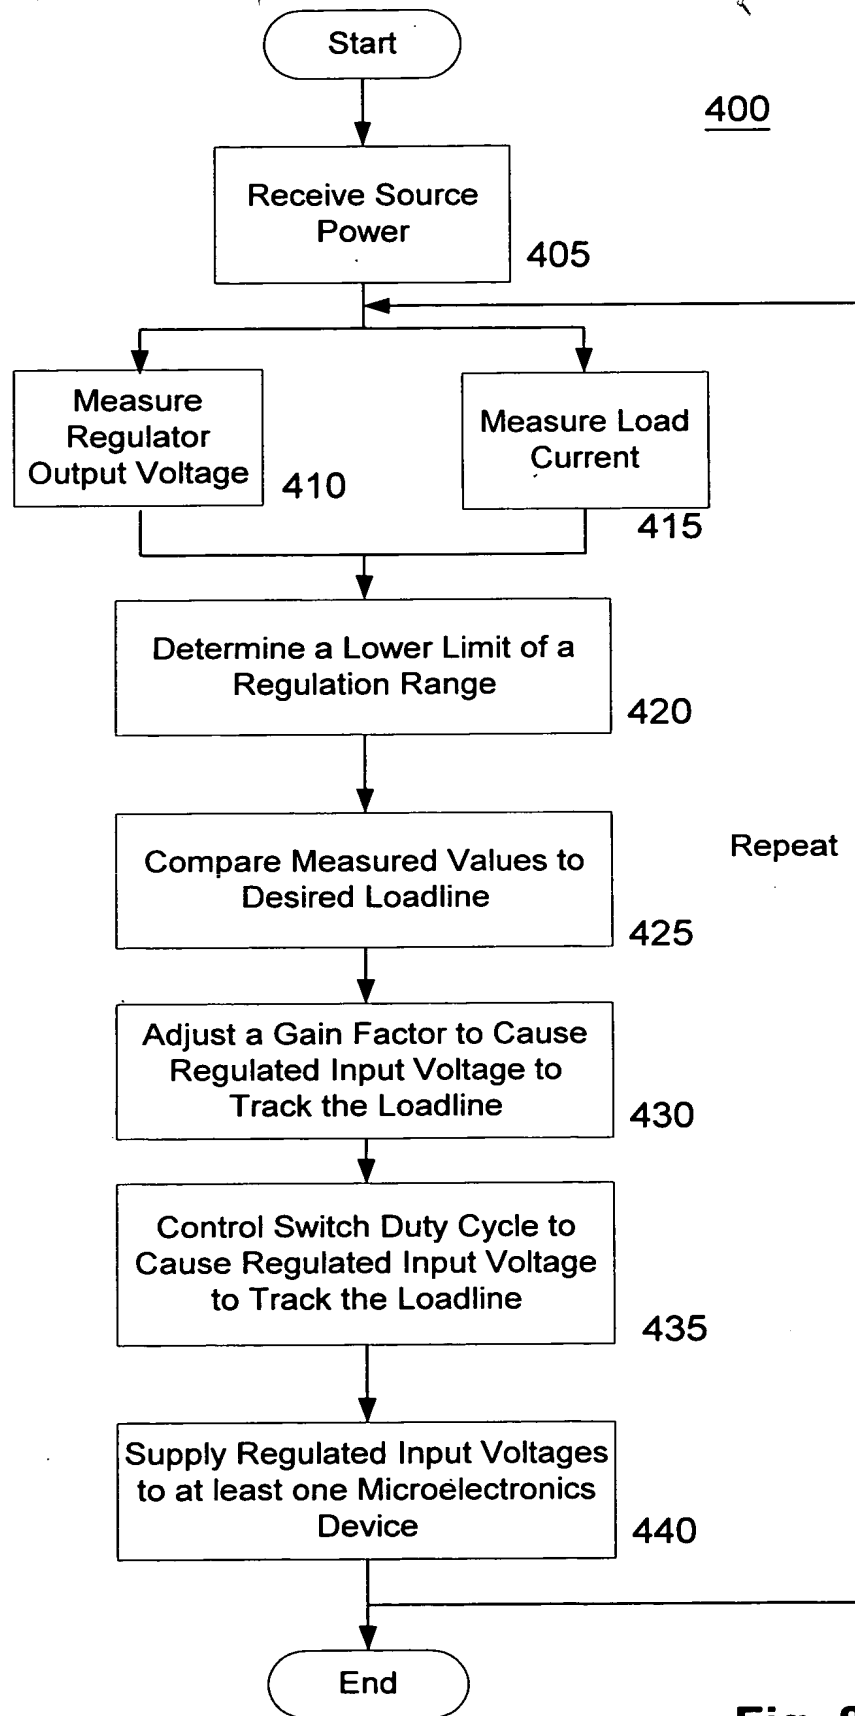 Start
400
Receive Source
Power
405
Measure
Regulator
Output Voltage
410
Measure Load
Current
415
Determine a Lower Limit of a
Regulation Range
420
Compare Measured Values to
Desired Loadline
425
Repeat
Adjust a Gain Factor to Cause
Regulated Input Voltage to
Track the Loadline
430
Control Switch Duty Cycle to
Cause Regulated Input Voltage
to Track the Loadline
435
Supply Regulated Input Voltages
to at least one Microelectronics
Device
440
End
Fig.